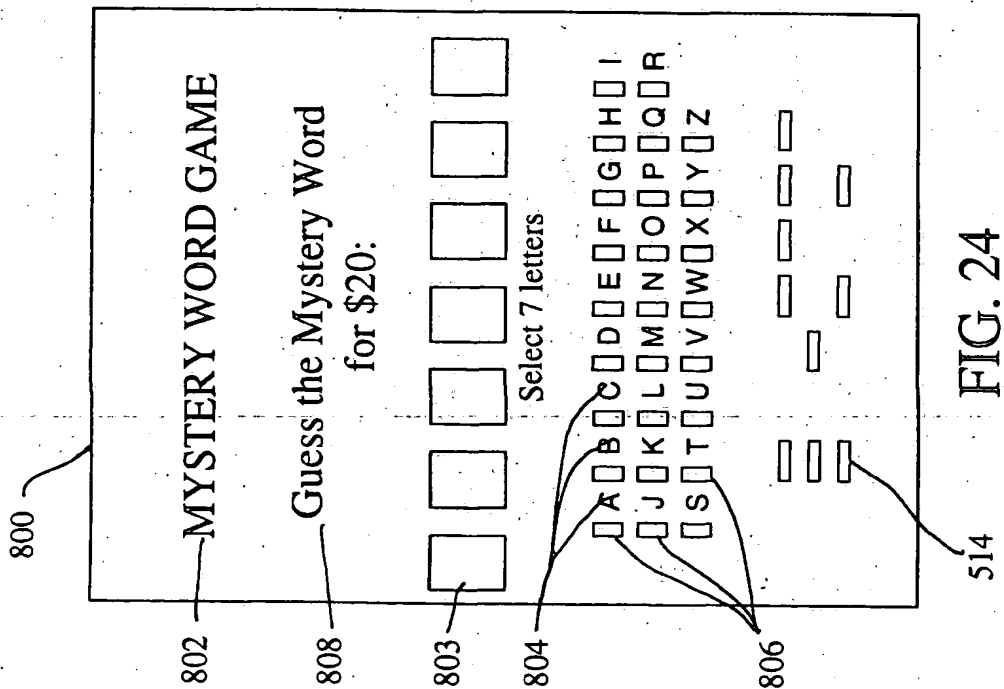 800
802
MYSTERY WORD GAME
808
Guess the Mystery Word
for $20:
803
Select 7 letters
804
A B C D E F G H I
J K L M N O P Q R
S T U V W X Y Z
806
514
FIG. 24